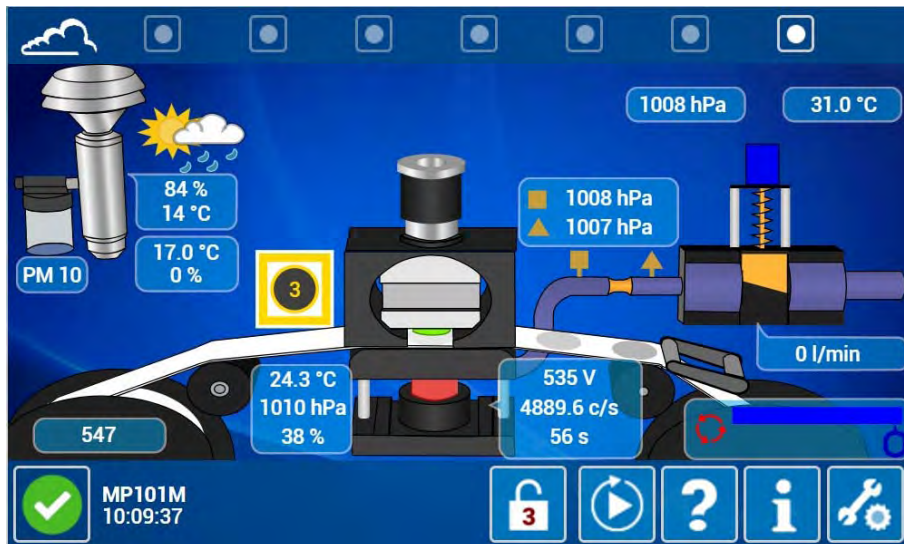 1008 hPa
31.0 °C
84 %
14 °C
1008 hPa
1007 hPa
17.0 °C
0 %
PM 10
3
0 l/min
24.3 °C
1010 hPa
38 %
535 V
4889.6 c/s
56 s
547
MP101M
10:09:37
3
?
i